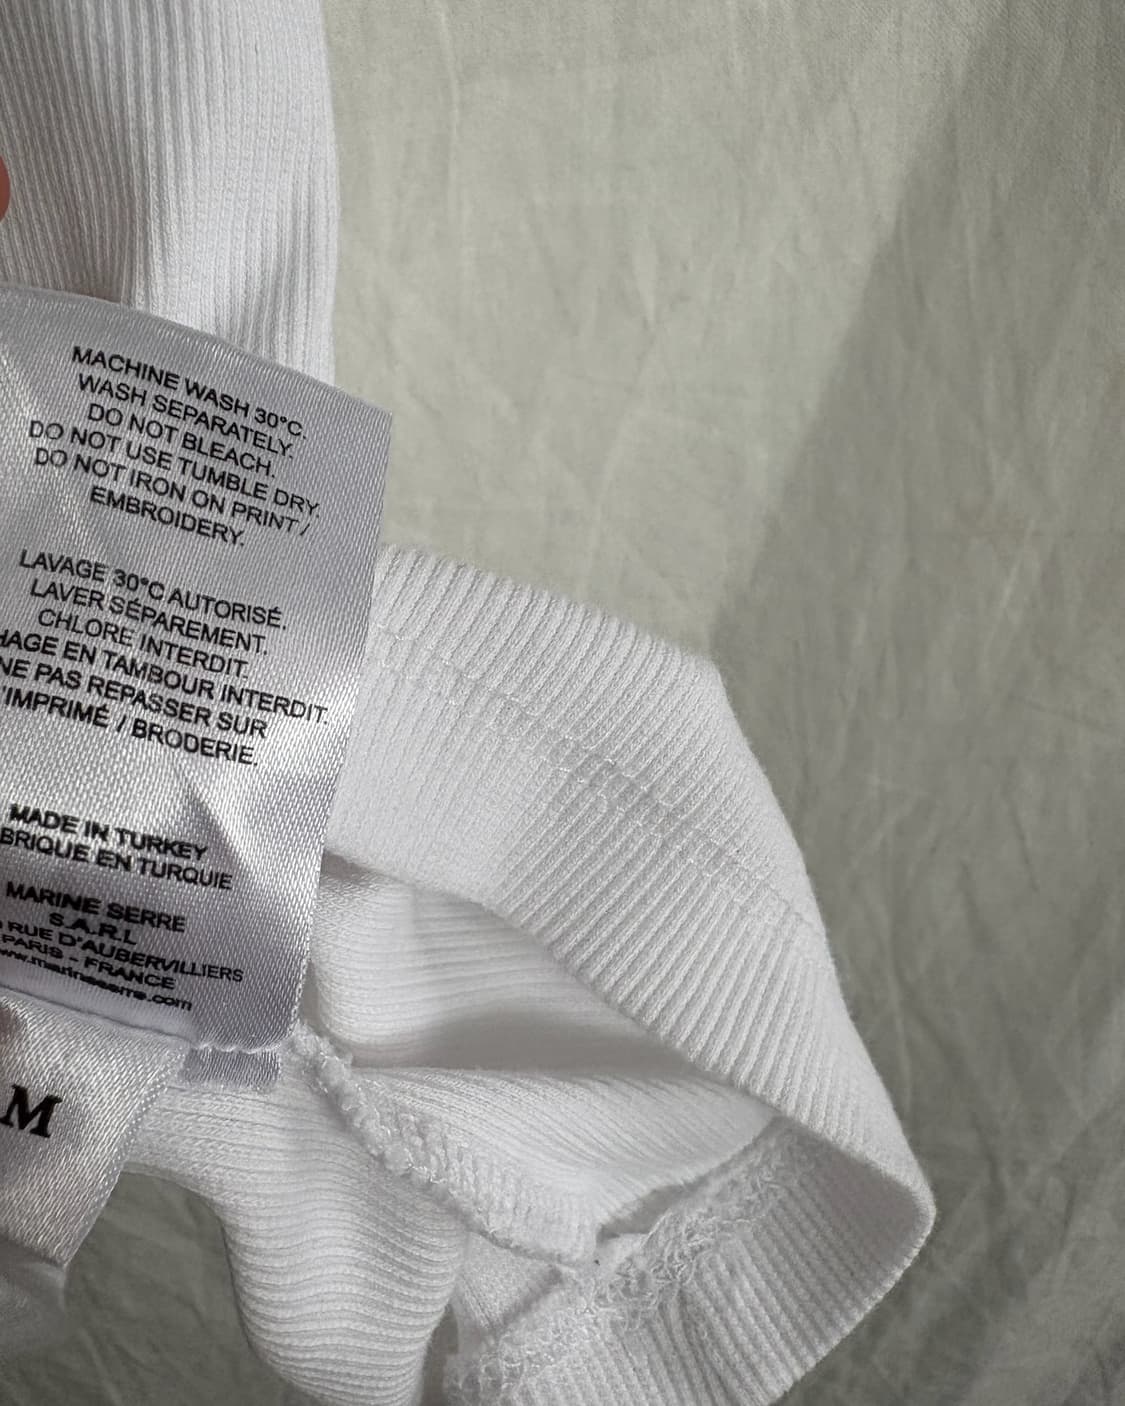 MACHINE WASH 30°C.
WASH SEPARATELY.
DO NOT BLEACH.
DO NOT USE TUMBLE DRY.
DO NOT IRON ON PRINT /
EMBROIDERY.
LAVAGE 30°C AUTORISÉ.
LAVER SÉPAREMENT.
CHLORE INTERDIT.
HAGE EN TAMBOUR INTERDIT.
NE PAS REPASSER SUR
'IMPRIMÉ / BRODERIE.
MADE IN TURKEY
BRIQUE EN TURQUIE
MARINE SERRE
S.A.R.L
RUE D'AUBERVILLIERS
PARIS - FRANCE
www.marineserre.com
M